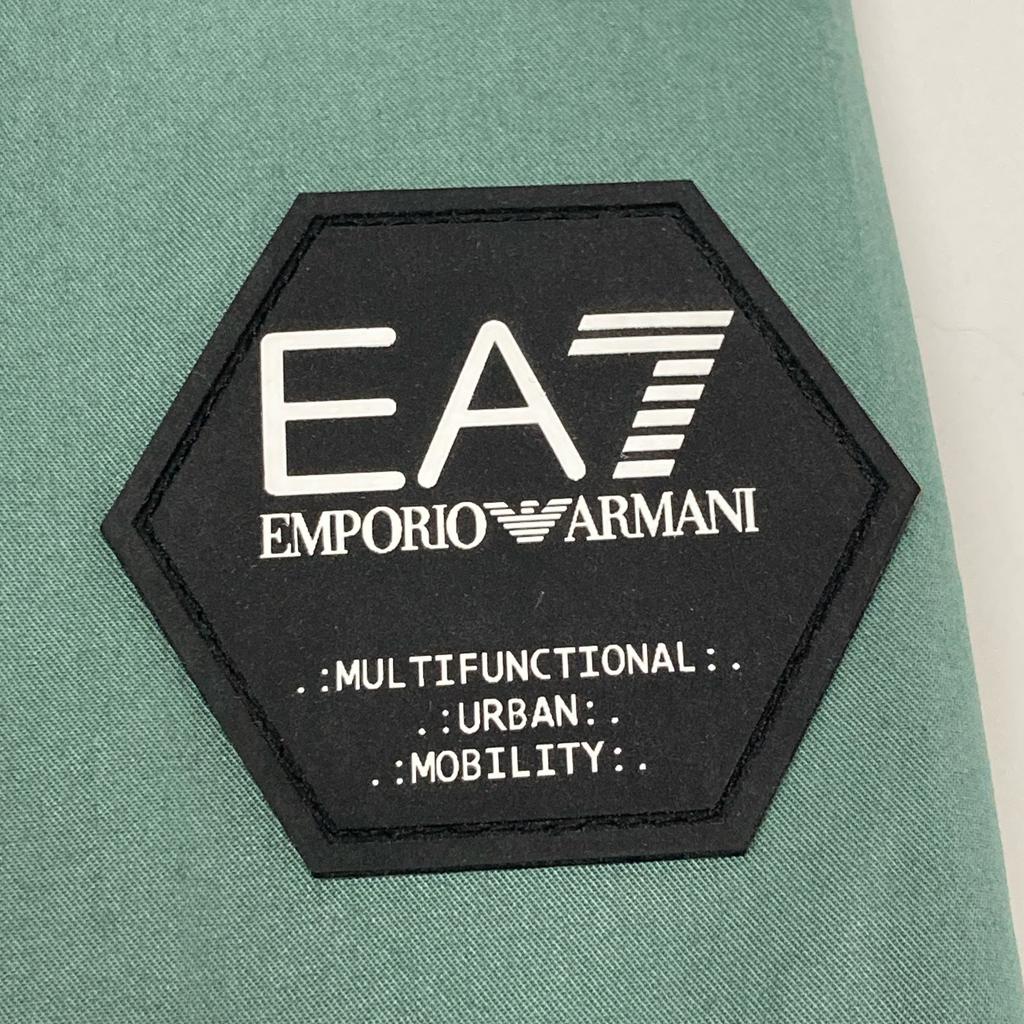 EA7
EMPORIO ARMANI
.:MULTIFUNCTIONAL:.
.:URBAN:.
.:MOBILITY:.